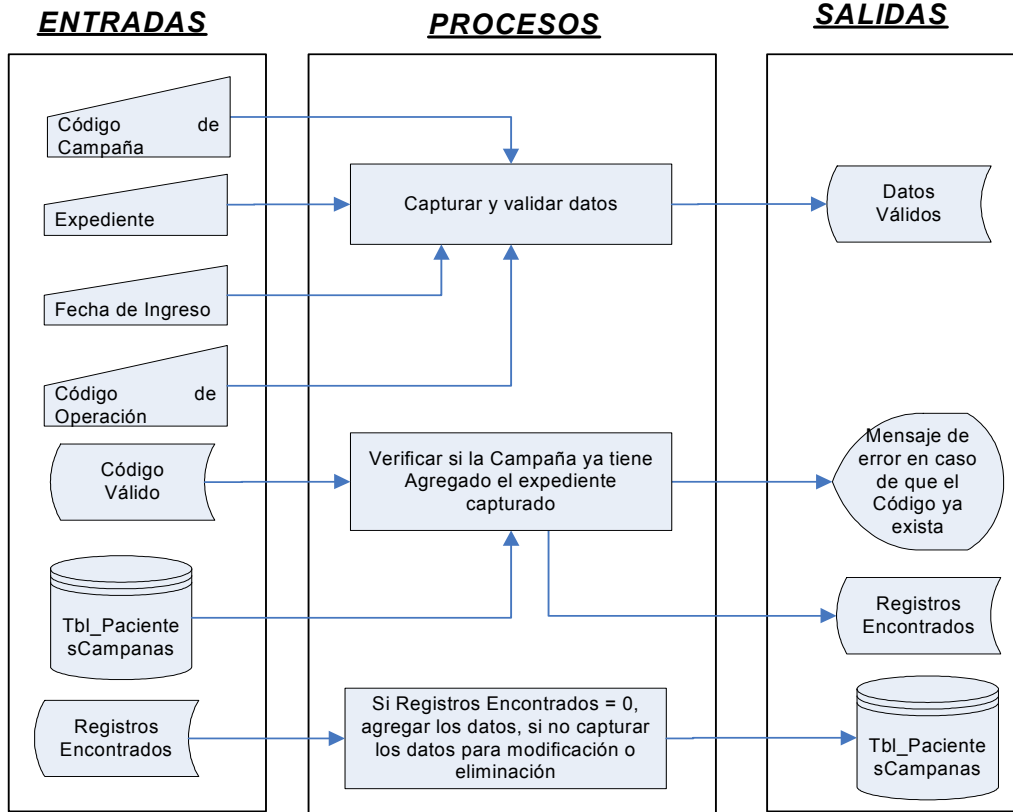 ENTRADAS
PROCESOS
SALIDAS
Código de
Campaña
Expediente
Fecha de Ingreso
Código de
Operación
Código
Válido
Tbl_Paciente
sCampanas
Registros
Encontrados
Capturar y validar datos
Verificar si la Campaña ya tiene
Agregado el expediente
capturado
Si Registros Encontrados = 0,
agregar los datos, si no capturar
los datos para modificación o
eliminación
Datos
Válidos
Mensaje de
error en caso
de que el
Código ya
exista
Registros
Encontrados
Tbl_Paciente
sCampanas